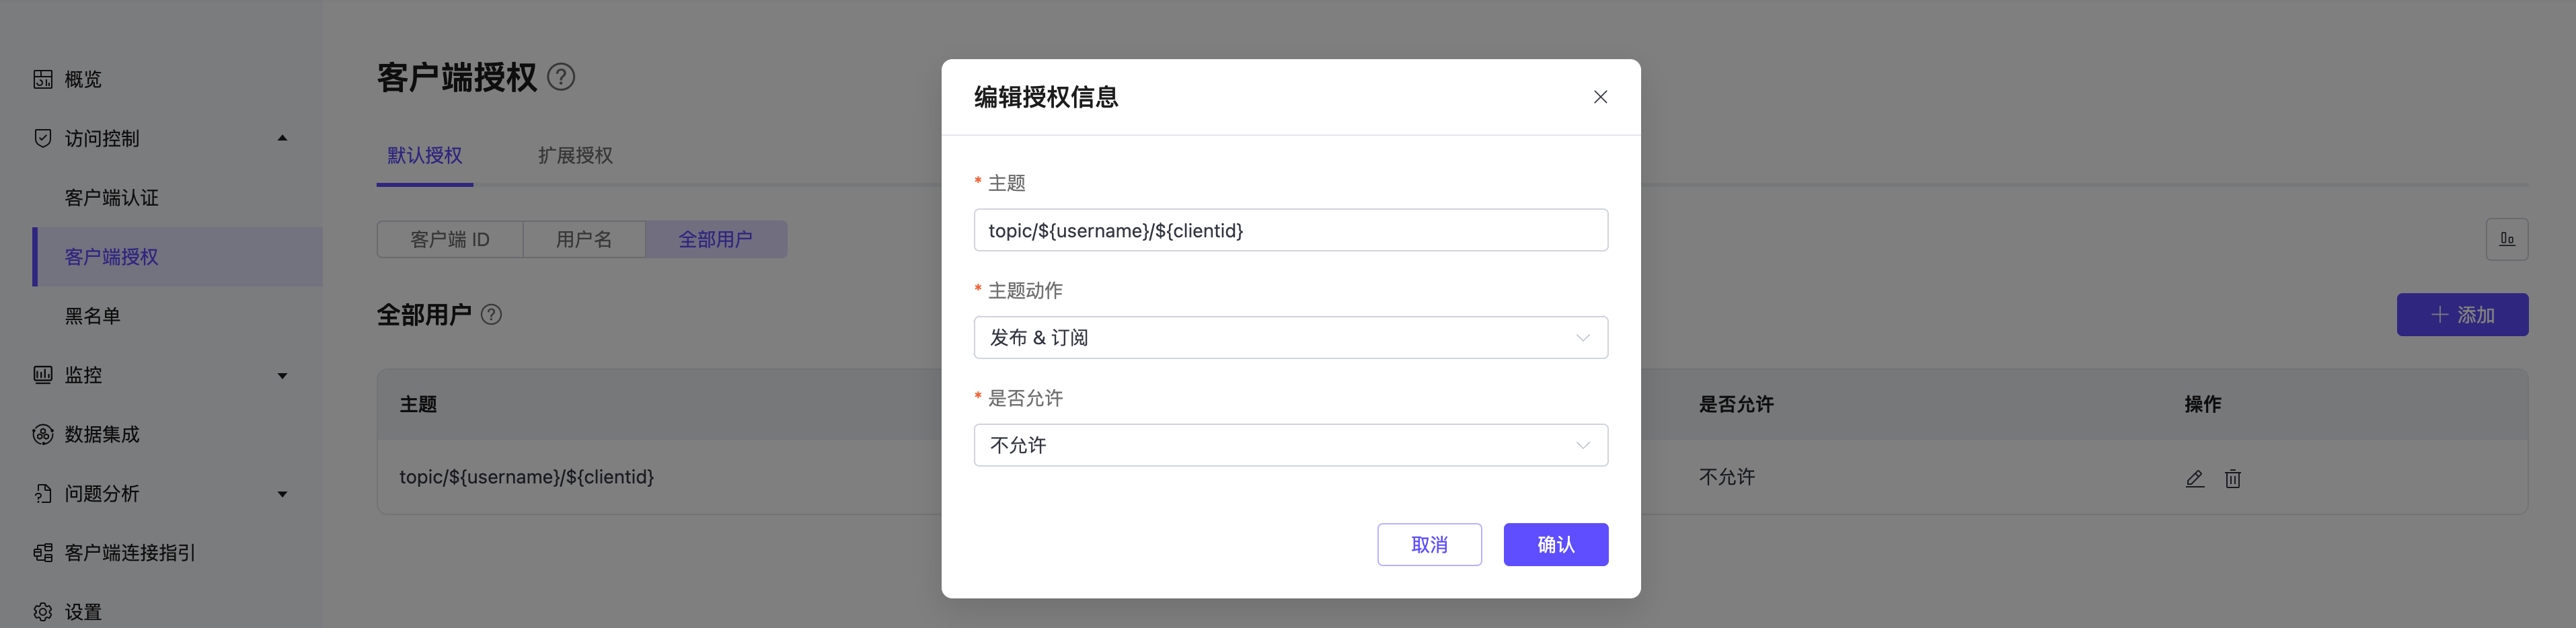 概览
访问控制
客户端认证
客户端授权
黑名单
监控
数据集成
问题分析
客户端连接指引
设置
客户端授权
默认授权 扩展授权
客户端 ID 用户名 全部用户
全部用户
添加
主题 是否允许 操作
topic/${username}/${clientid} 不允许
编辑授权信息
* 主题
topic/${username}/${clientid}
* 主题动作
发布 & 订阅
* 是否允许
不允许
取消 确认